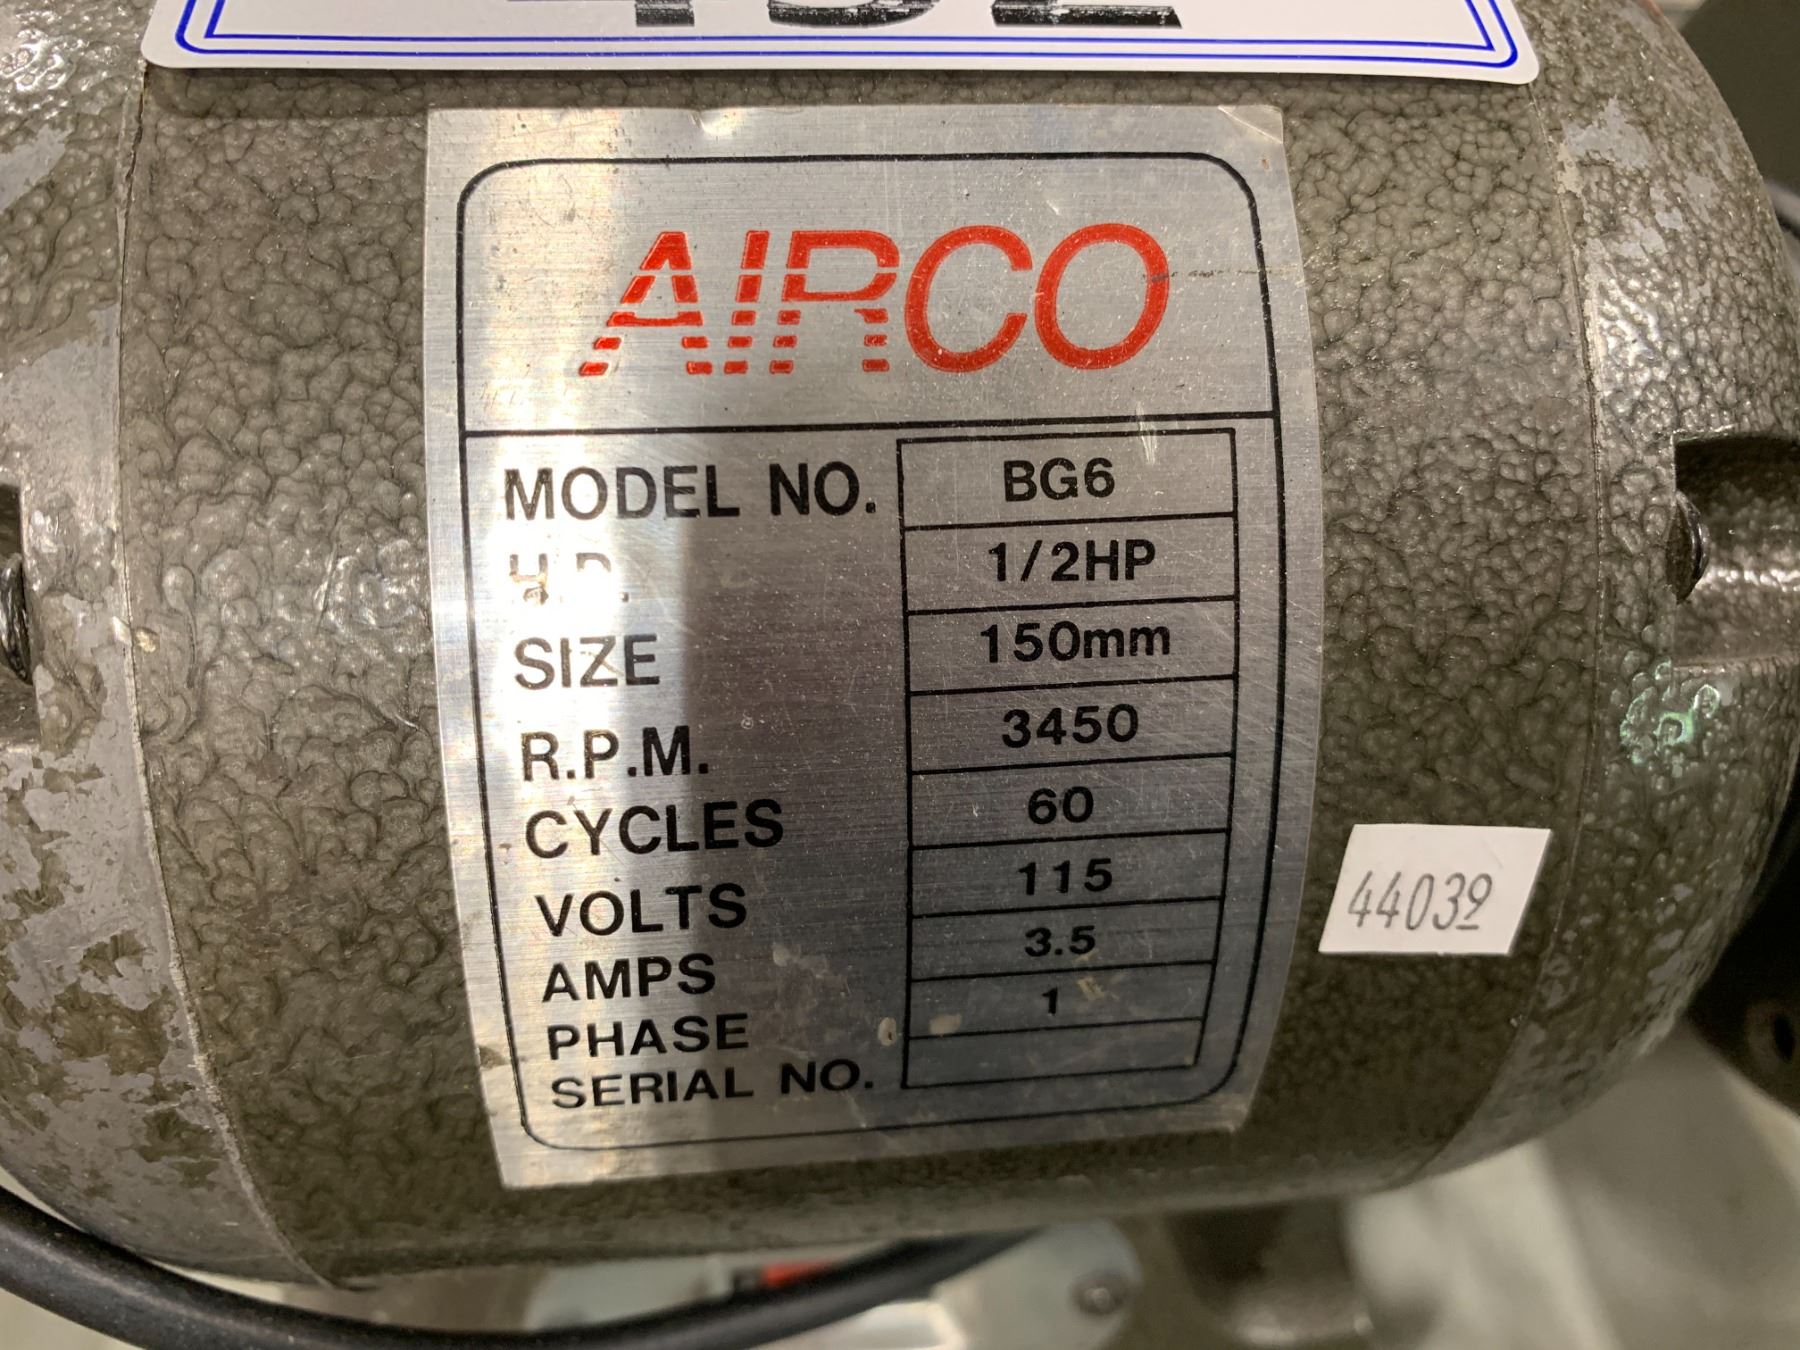 AIRCO
MODEL NO. BG6
H.P. 1/2HP
SIZE 150mm
R.P.M. 3450
CYCLES 60
VOLTS 115
AMPS 3.5
PHASE 1
SERIAL NO.
44039